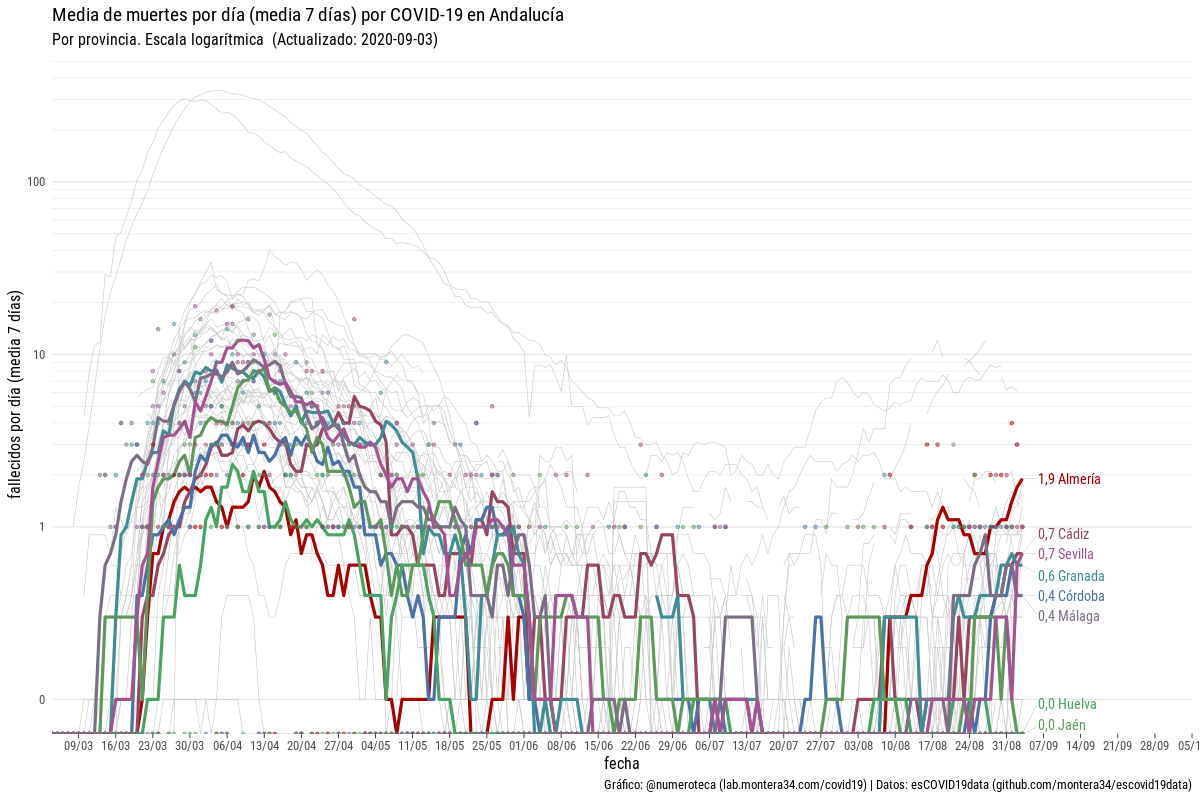 Media de muertes por día (media 7 días) por COVID-19 en Andalucía
Por provincia. Escala logarítmica (Actualizado: 2020-09-03)
fallecidos por día (media 7 días)
100
10
1
0
1,9 Almería
0,7 Cádiz
0,7 Sevilla
0,6 Granada
0,4 Córdoba
0,4 Málaga
0,0 Huelva
0,0 Jaén
09/03 16/03 23/03 30/03 06/04 13/04 20/04 27/04 04/05 11/05 18/05 25/05 01/06 08/06 15/06 22/06 29/06 06/07 13/07 20/07 27/07 03/08 10/08 17/08 24/08 31/08 07/09 14/09 21/09 28/09 05/1
fecha
Gráfico: @numeroteca (lab.montera34.com/covid19) | Datos: esCOVID19data (github.com/montera34/escovid19data)